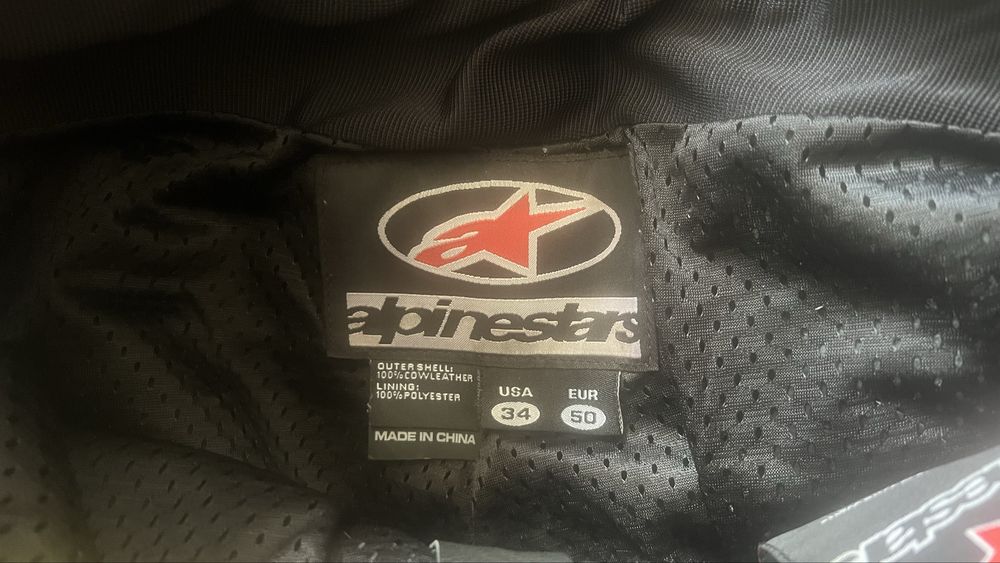 alpinestars
OUTER SHELL:
100%COWLEATHER
LINING:
100%POLYESTER
MADE IN CHINA
USA
34
EUR
50